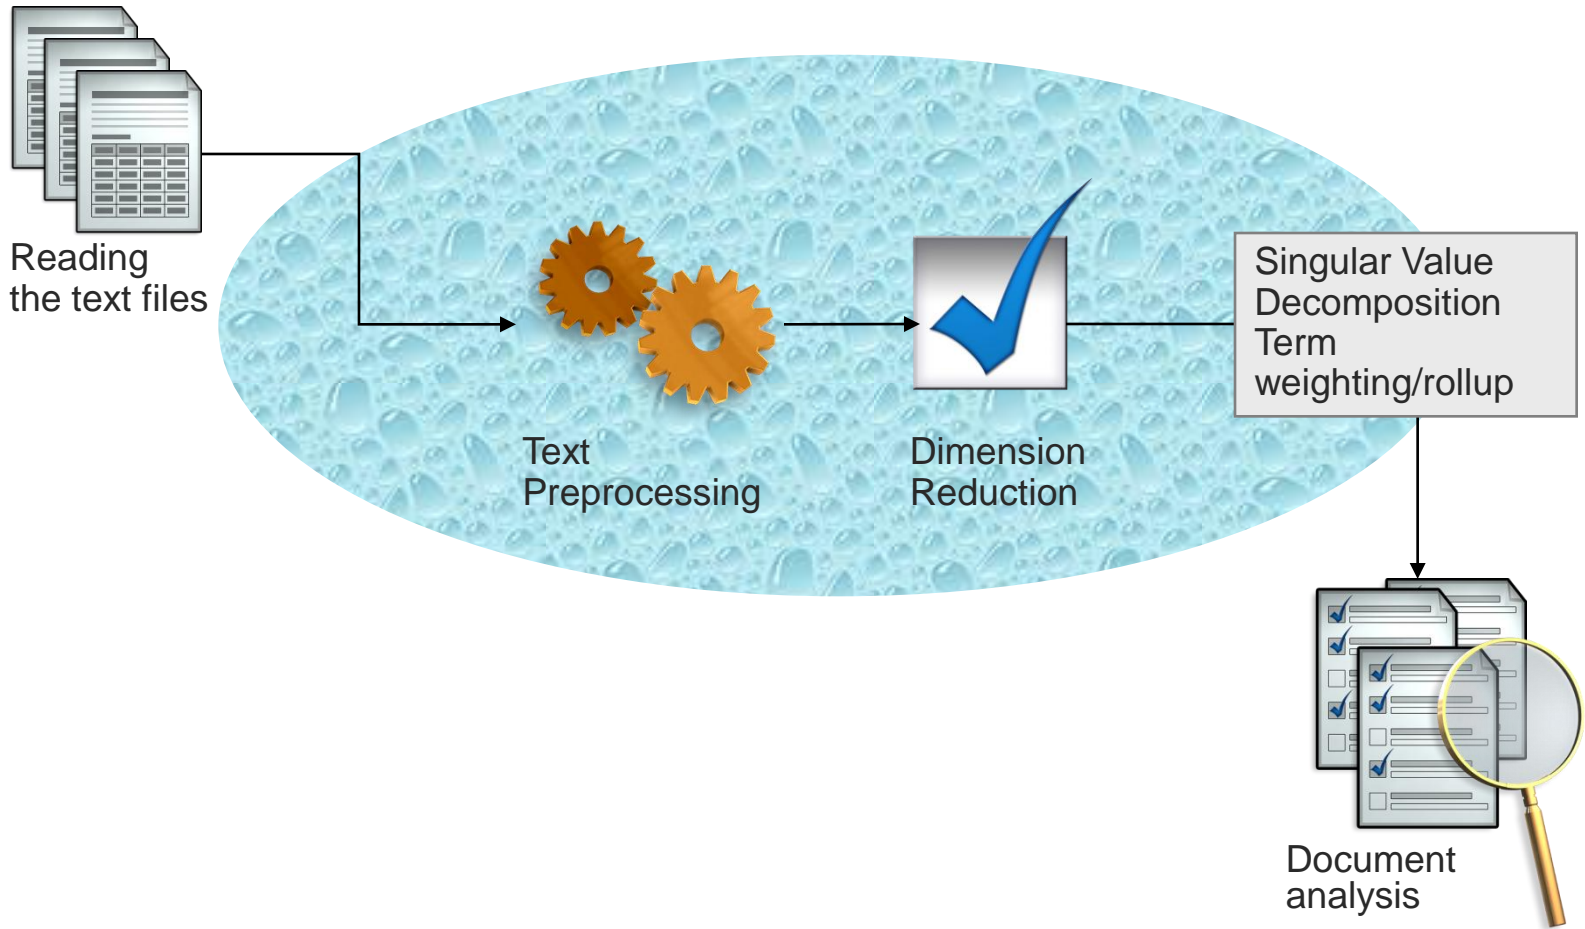 Reading
the text files
Text
Preprocessing
Dimension
Reduction
Singular Value
Decomposition
Term
weighting/rollup
Document
analysis